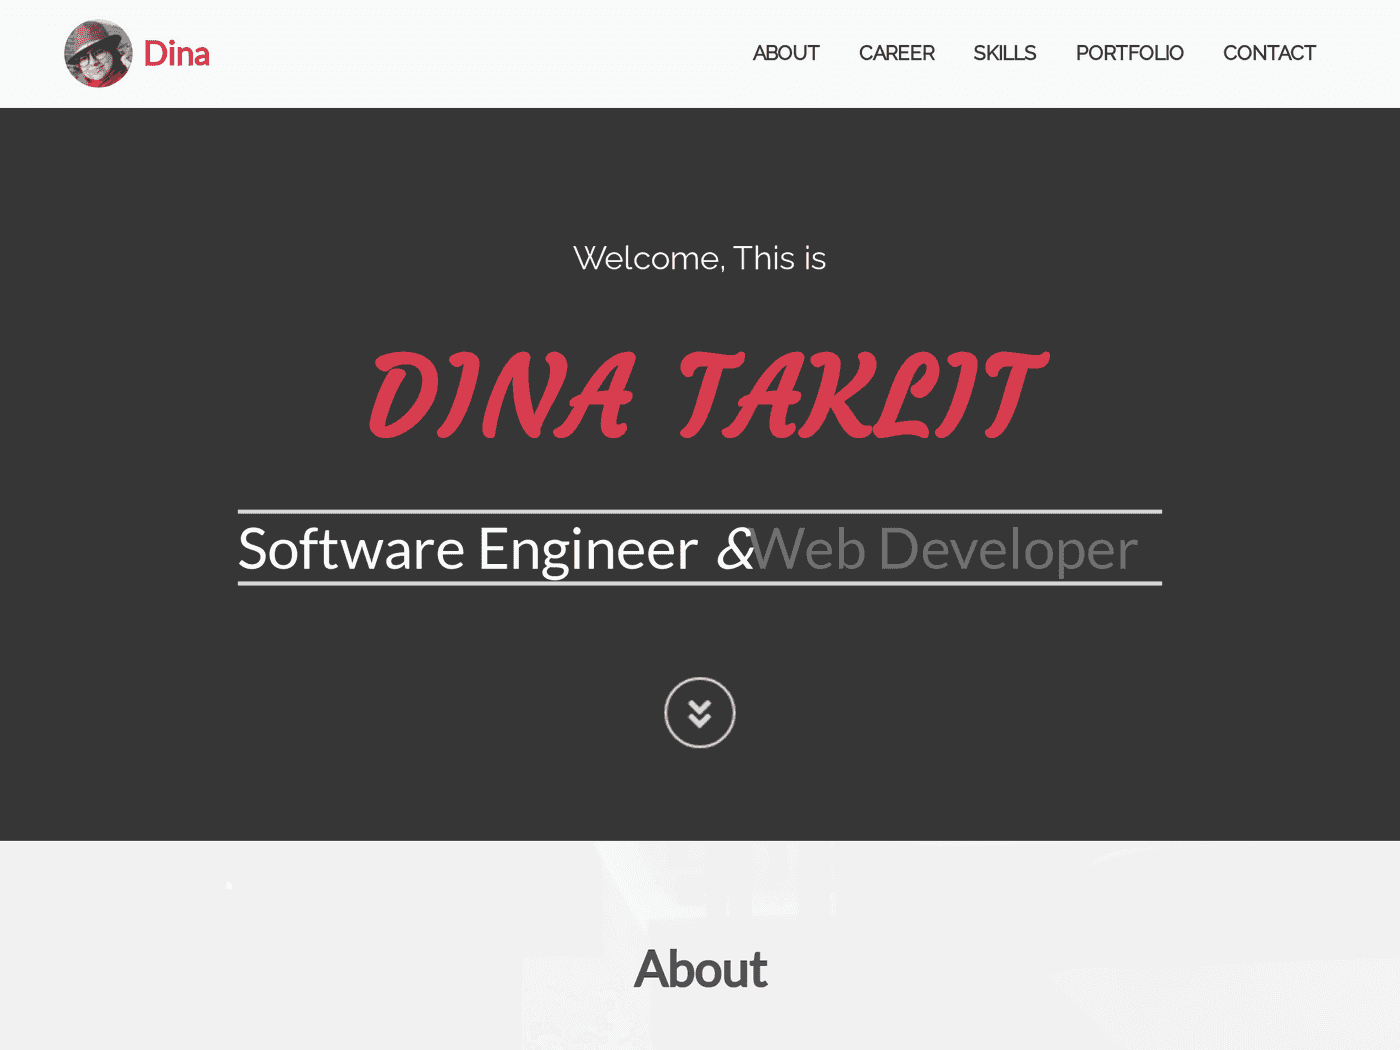 Dina
ABOUT CAREER SKILLS PORTFOLIO CONTACT
Welcome, This is
DINA TAKLIT
Software Engineer & Web Developer
About